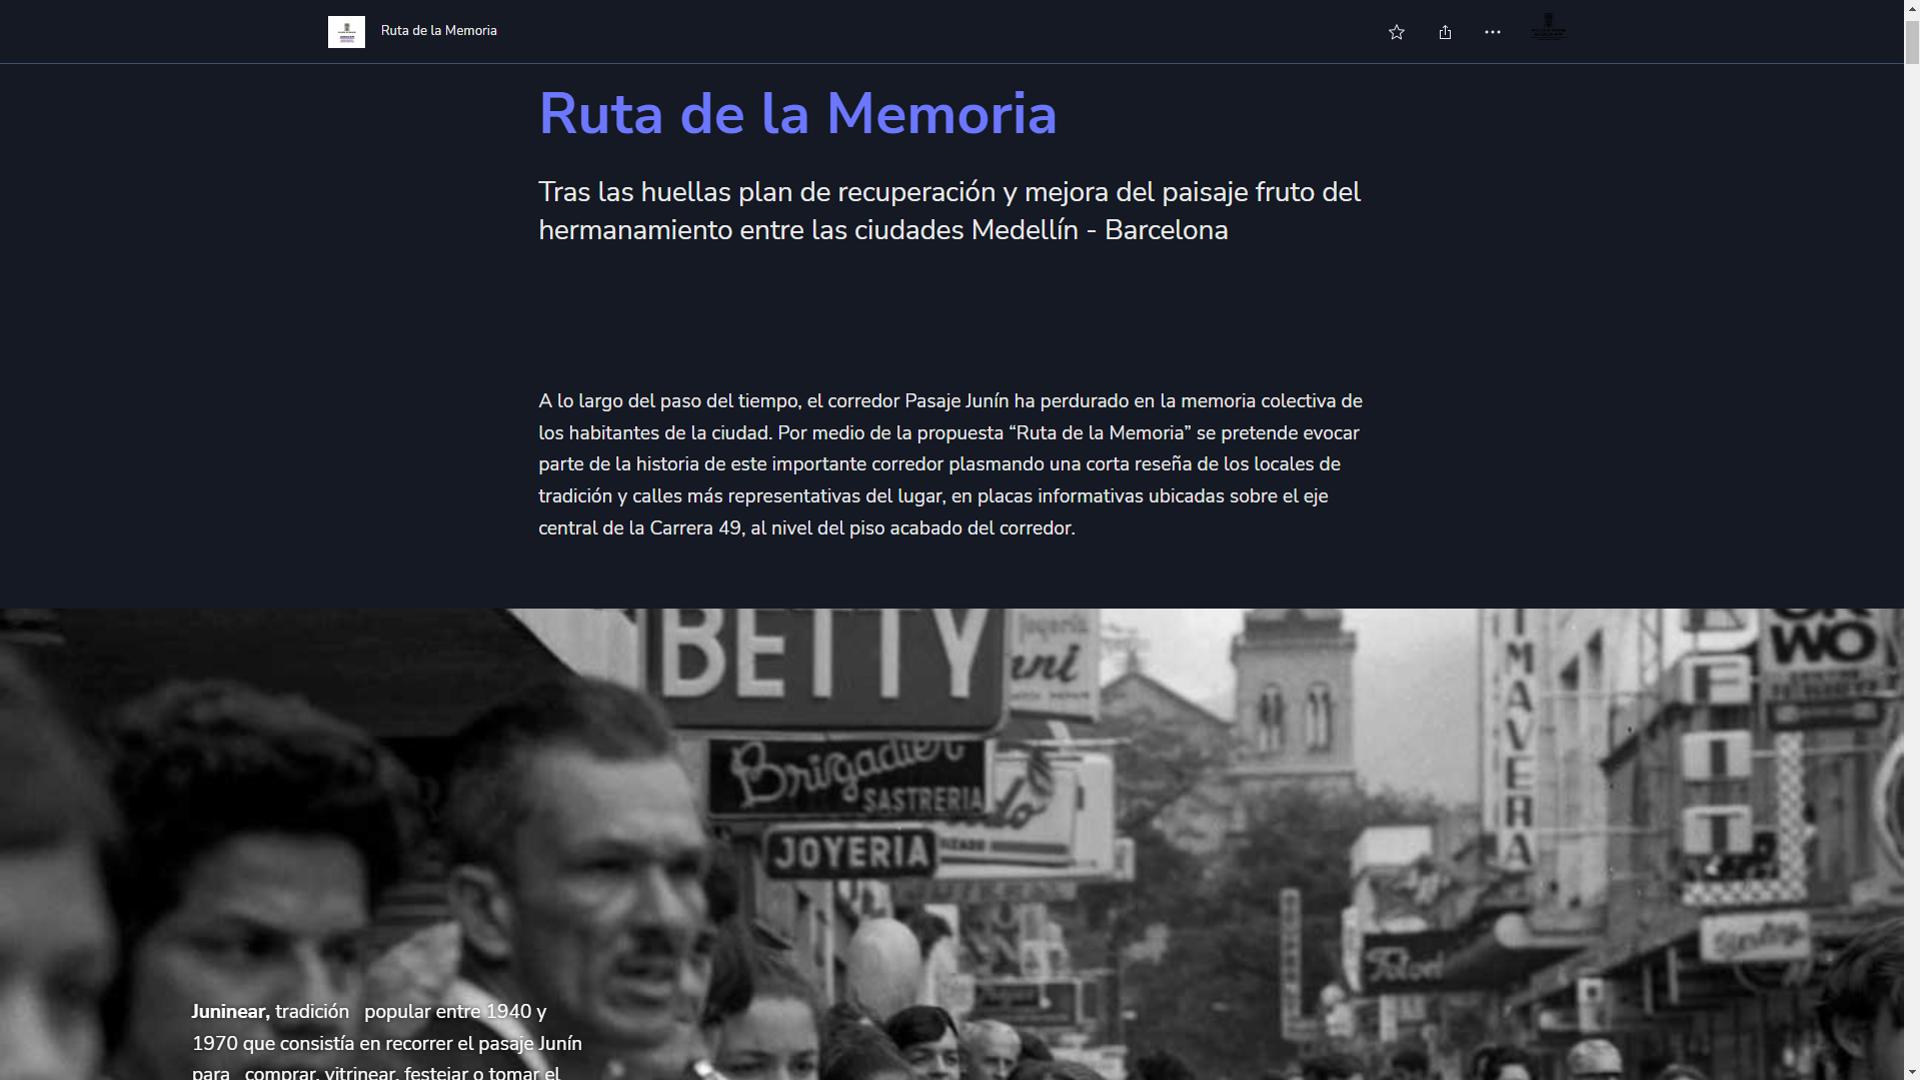 Ruta de la Memoria
Ruta de la Memoria
Tras las huellas plan de recuperación y mejora del paisaje fruto del
hermanamiento entre las ciudades Medellín - Barcelona
A lo largo del paso del tiempo, el corredor Pasaje Junín ha perdurado en la memoria colectiva de
los habitantes de la ciudad. Por medio de la propuesta “Ruta de la Memoria” se pretende evocar
parte de la historia de este importante corredor plasmando una corta reseña de los locales de
tradición y calles más representativas del lugar, en placas informativas ubicadas sobre el eje
central de la Carrera 49, al nivel del piso acabado del corredor.
BETTY
Brigadier
SASTRERIA
JOYERIA
IMAVERA
WO
FIT
Juninear, tradición popular entre 1940 y
1970 que consistía en recorrer el pasaje Junín
para comprar, vitrinear, festejar o tomar el